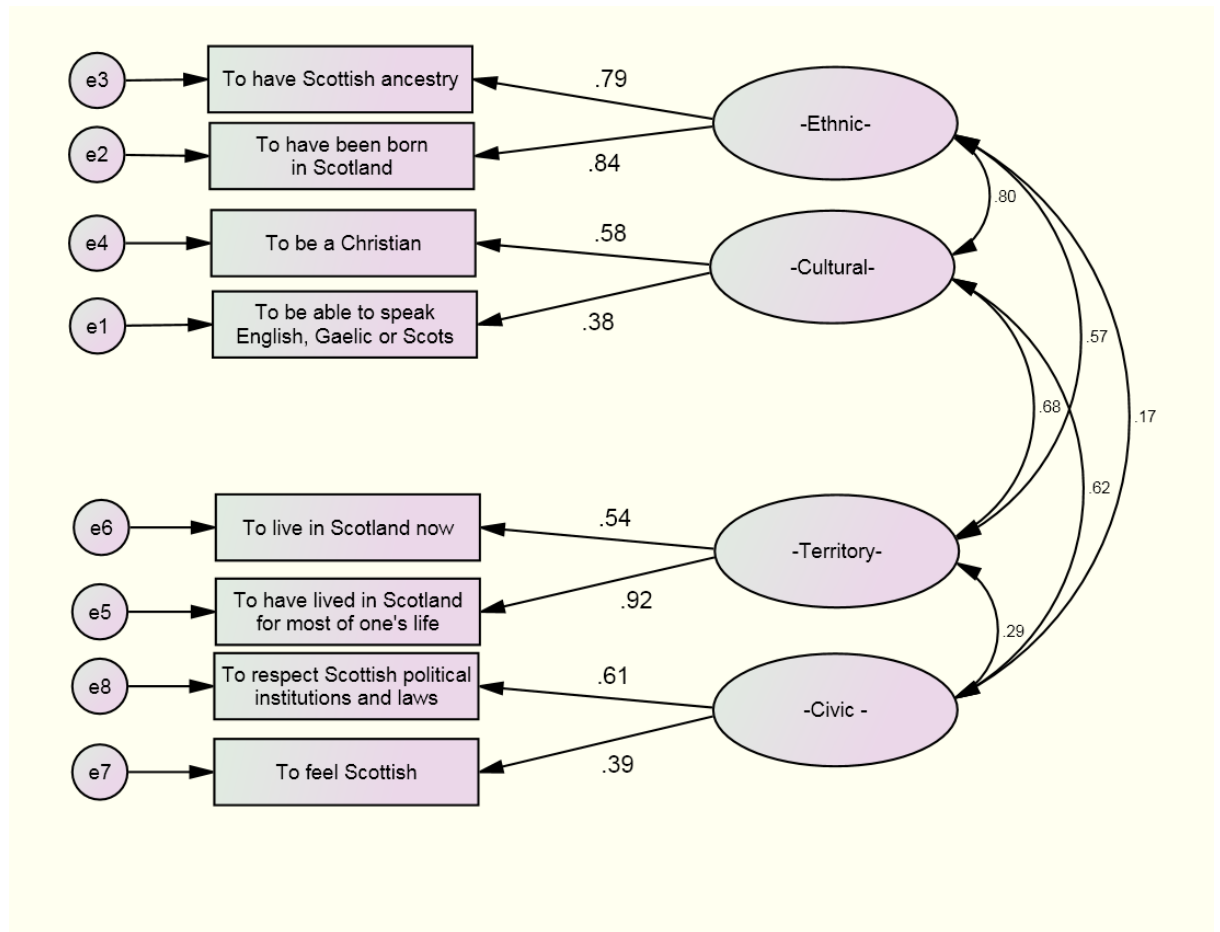 e3
To have Scottish ancestry
.79
-Ethnic-
e2
To have been born
in Scotland
.84
.80
e4
To be a Christian
.58
-Cultural-
e1
To be able to speak
English, Gaelic or Scots
.38
.57
.68
.17
.62
e6
To live in Scotland now
.54
-Territory-
e5
To have lived in Scotland
for most of one's life
.92
.29
e8
To respect Scottish political
institutions and laws
.61
-Civic -
e7
To feel Scottish
.39